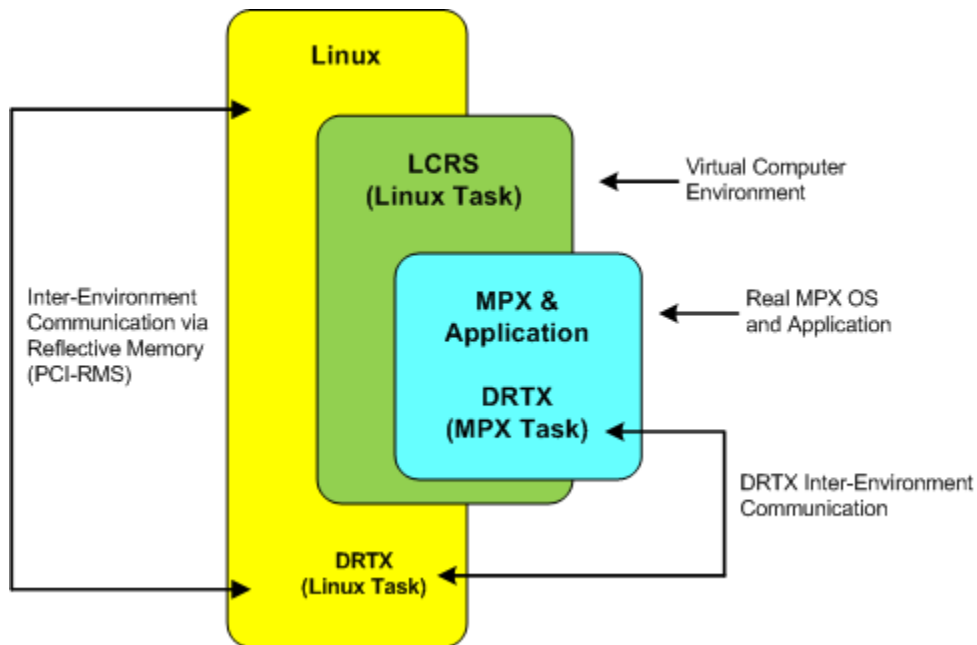 Linux
LCRS
(Linux Task)
Virtual Computer
Environment
MPX &
Application
DRTX
(MPX Task)
Real MPX OS
and Application
Inter-Environment
Communication via
Reflective Memory
(PCI-RMS)
DRTX Inter-Environment
Communication
DRTX
(Linux Task)